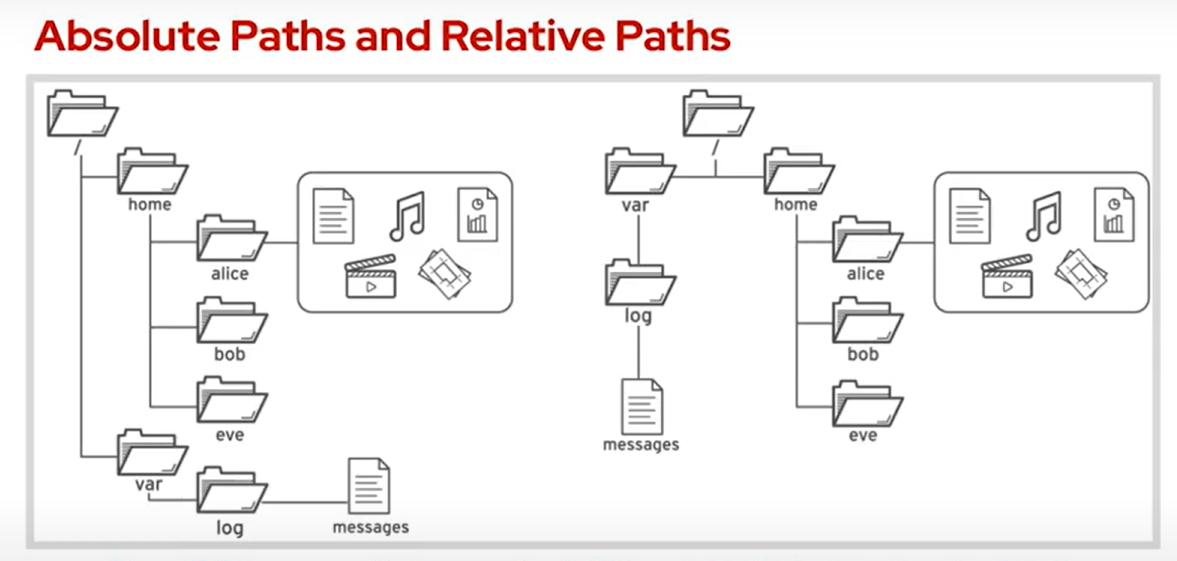 Absolute Paths and Relative Paths
/
home
alice
bob
eve
var
log
messages
/
var
home
log
messages
alice
bob
eve